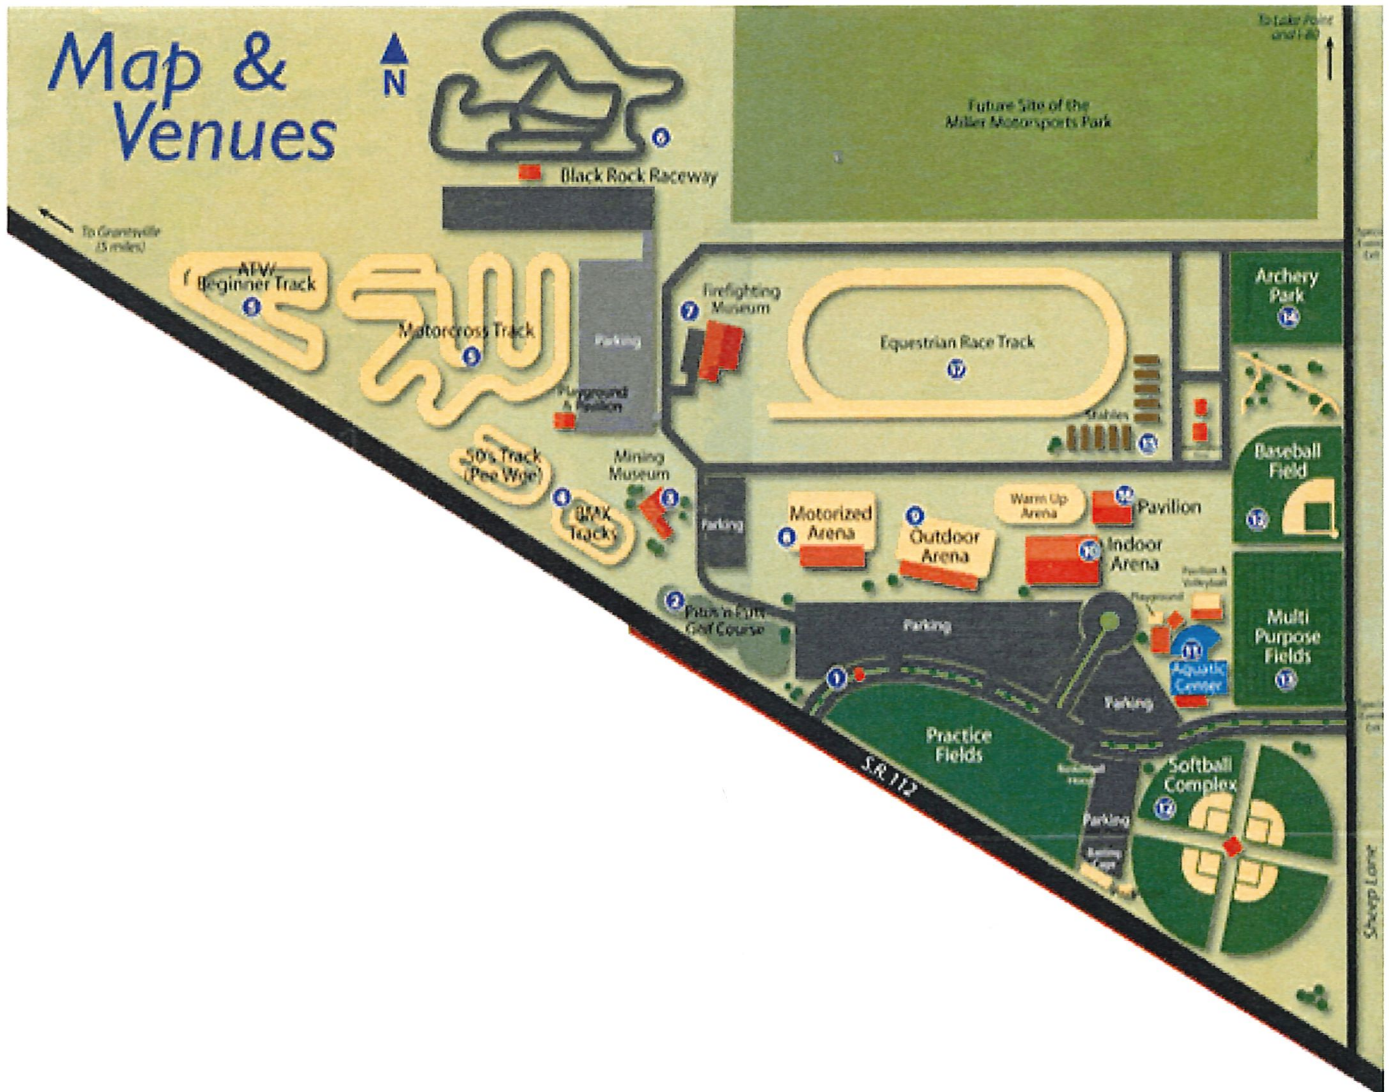 Map &
Venues
N
To Lake Point
and I-80
Future Site of the
Miller Motorsports Park
6
Black Rock Raceway
To Grantsville
(5 miles)
ATV/
Beginner Track
5
Motorcross Track
5
Parking
Playground
& Pavilion
7
Firefighting
Museum
Equestrian Race Track
17
Stables
15
Archery
Park
14
Baseball
Field
13
50's Track
(Pee Wee)
4
BMX
Tracks
Mining
Museum
3
Parking
Motorized
Arena
8
9
Outdoor
Arena
Warm Up
Arena
16
Pavilion
10
Indoor
Arena
Pavilion &
Volleyball
Playground
11
Aquatic
Center
Multi
Purpose
Fields
13
2
Pitch 'n Putt
Golf Course
Parking
1
Parking
Practice
Fields
S.R. 112
Softball
Complex
12
Parking
Batting
Cage
Sheep Lane